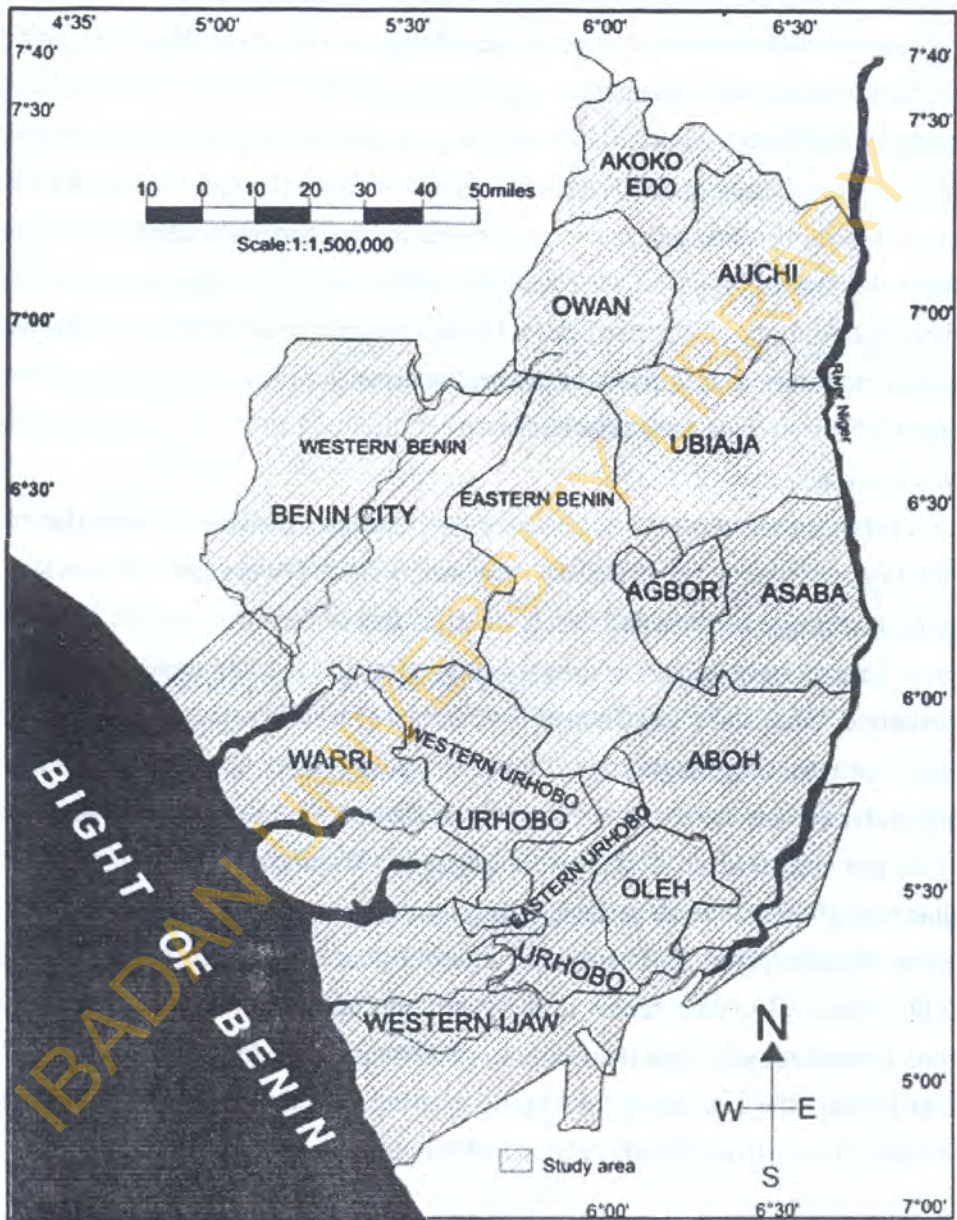 4°35' 5°00' 5°30' 6°00' 6°30'
7°40' 7°40'
7°30' 7°30'
AKOKO
EDO
10 0 10 20 30 40 50miles
Scale:1:1,500,000
AUCHI
OWAN
7°00' 7°00'
River Niger
UBIAJA
WESTERN BENIN
6°30' 6°30'
EASTERN BENIN
BENIN CITY
AGBOR ASABA
6°00'
WARRI
WESTERN URHOBO
ABOH
URHOBO
EASTERN URHOBO
OLEH
5°30'
URHOBO
WESTERN IJAW
BIGHT OF BENIN
N
W E
S
5°00'
Study area
6°00' 6°30' 7°00'
IBADAN UNIVERSITY LIBRARY